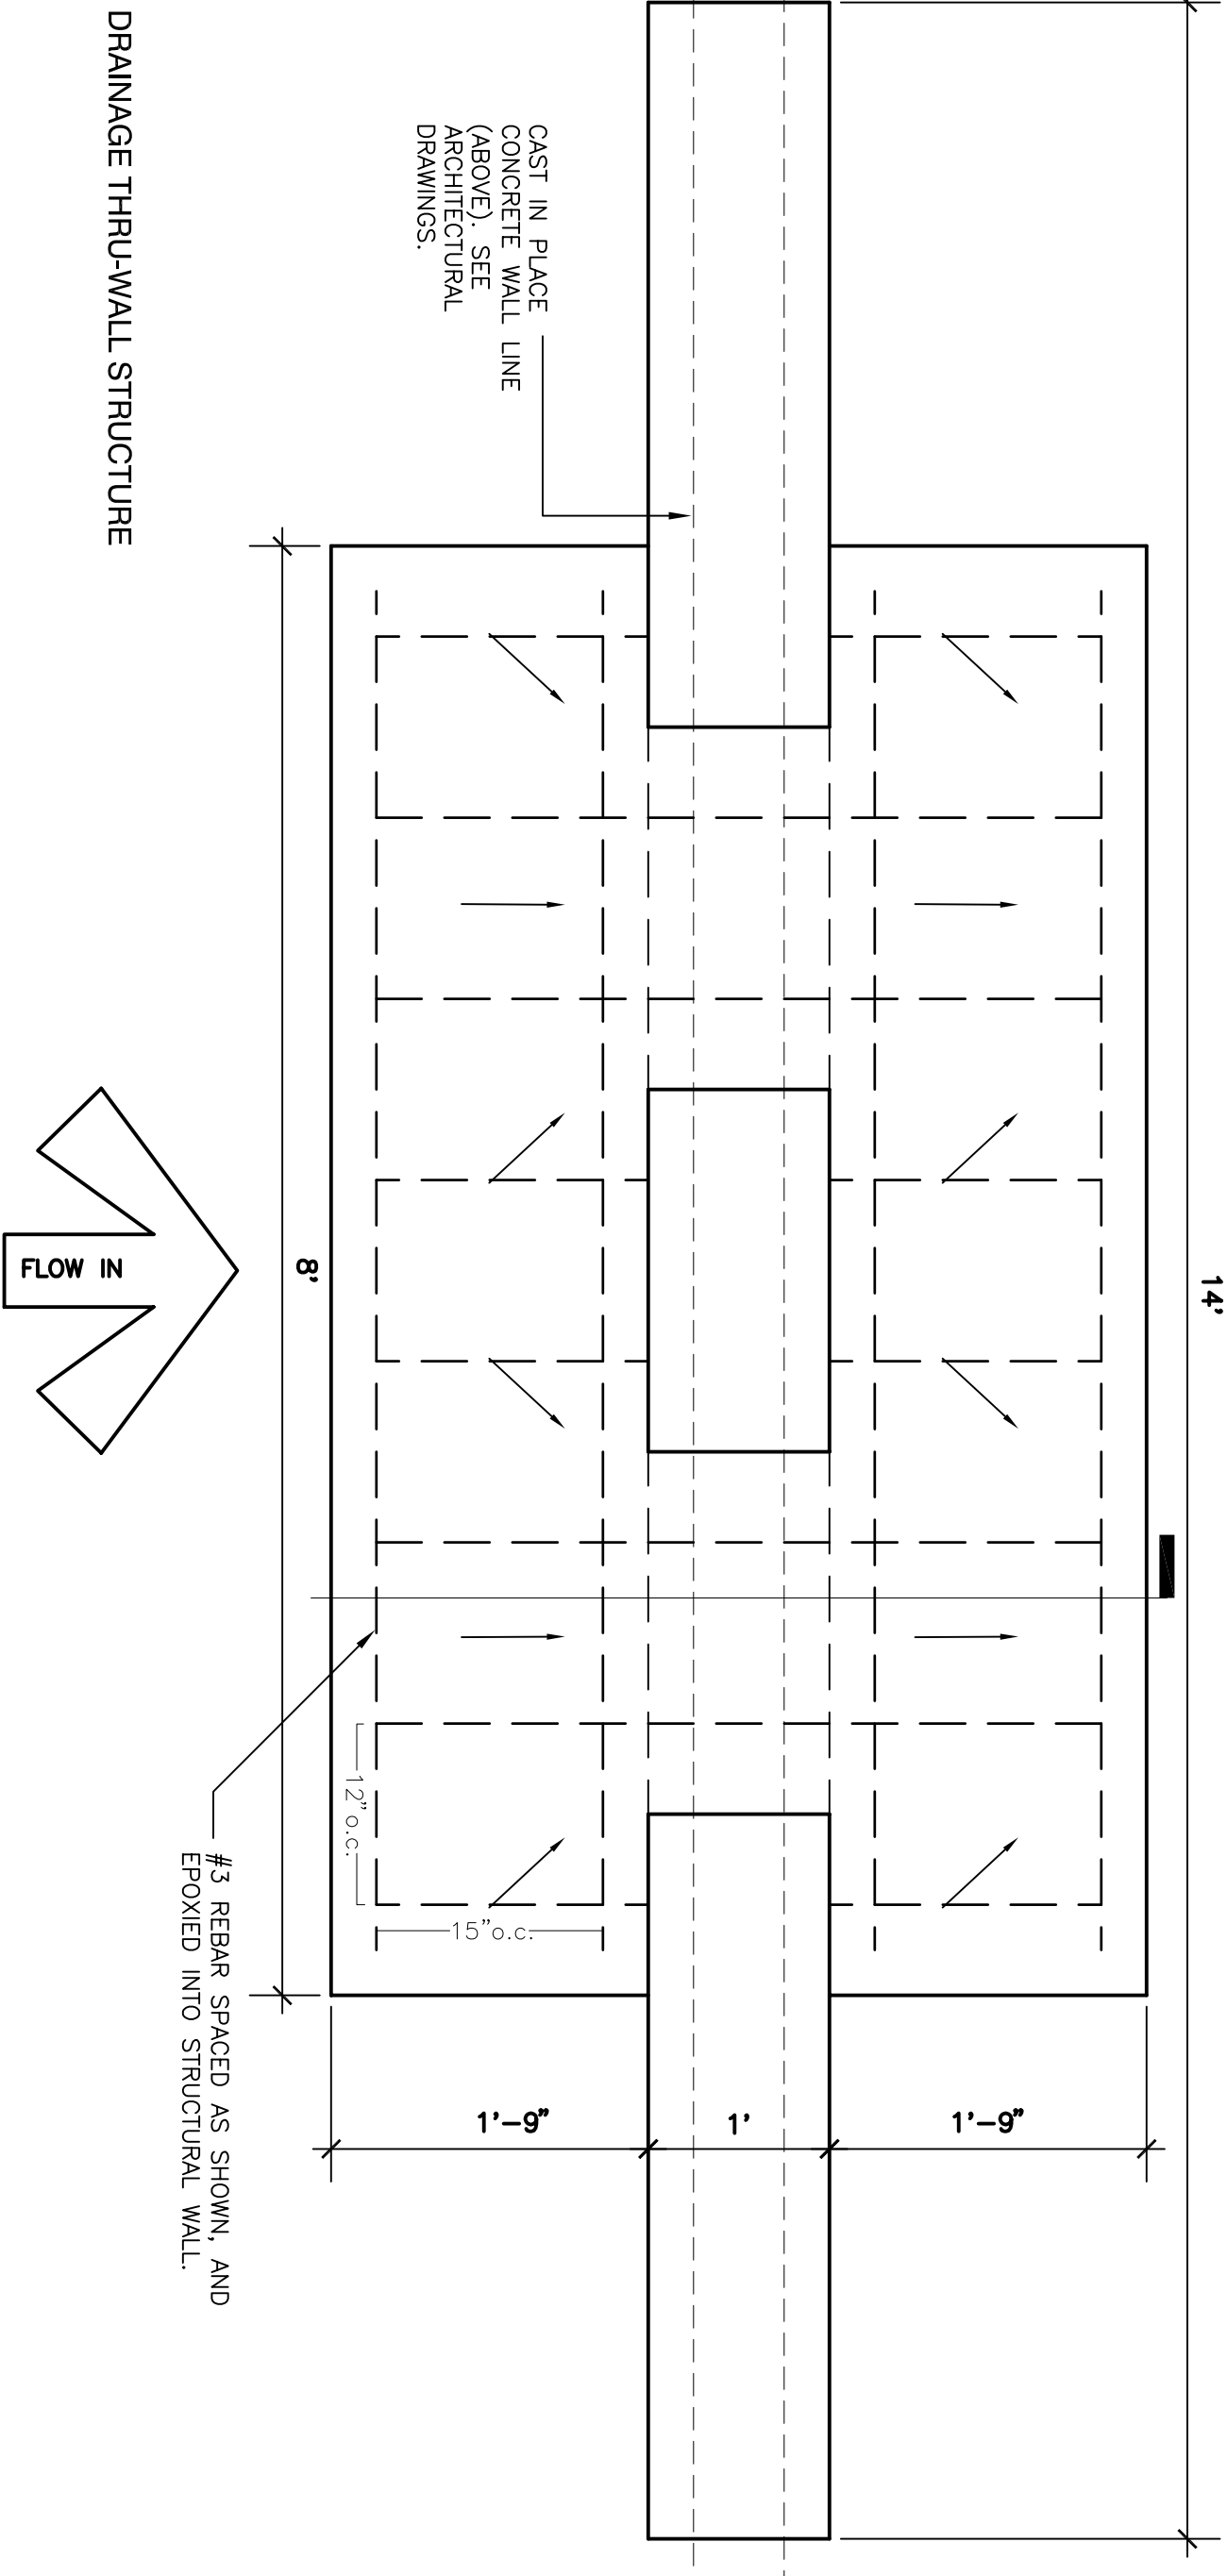 DRAINAGE THRU-WALL STRUCTURE
CAST IN PLACE
CONCRETE WALL LINE
(ABOVE). SEE
ARCHITECTURAL
DRAWINGS.
14'
8'
FLOW IN
12"o.c.
15"o.c.
1'-9"
1'
1'-9"
#3 REBAR SPACED AS SHOWN, AND
EPOXIED INTO STRUCTURAL WALL.